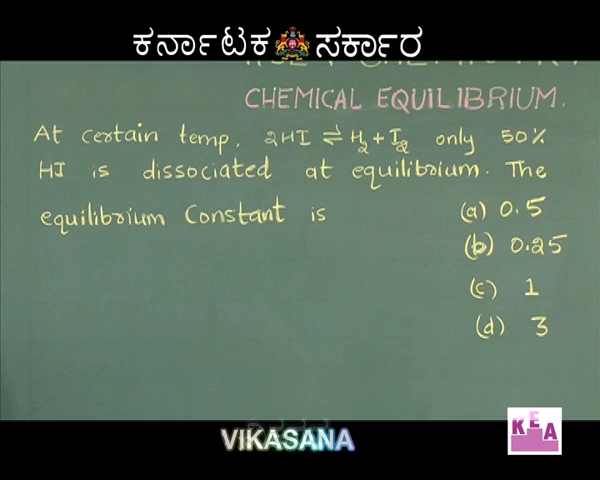 ಕರ್ನಾಟಕ ಸರ್ಕಾರ
CHEMICAL EQUILIBRIUM.
At certain temp. 2HI ⇌ H₂ + I₂ only 50%
HI is dissociated at equilibrium. The
equilibrium Constant is
(a) 0.5
(b) 0.25
(c) 1
(d) 3
VIKASANA
KEA